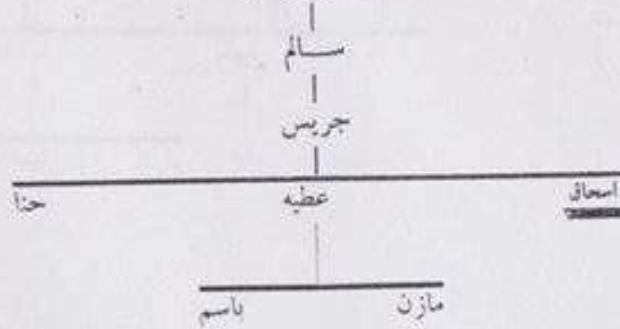 سالم
جريس
اسحاق عطيه حنا
مازن باسم